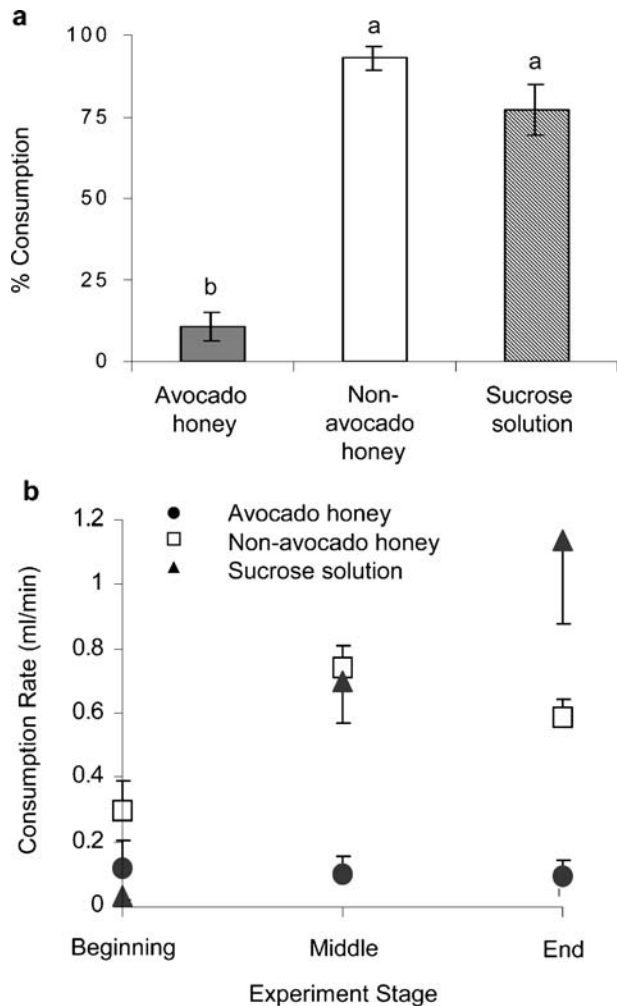 a
% Consumption
100
75
50
25
0
b
a
a
Avocado
honey
Non-
avocado
honey
Sucrose
solution
b
Avocado honey
Non-avocado honey
Sucrose solution
Consumption Rate (ml/min)
1.2
1
0.8
0.6
0.4
0.2
0
Beginning
Middle
End
Experiment Stage